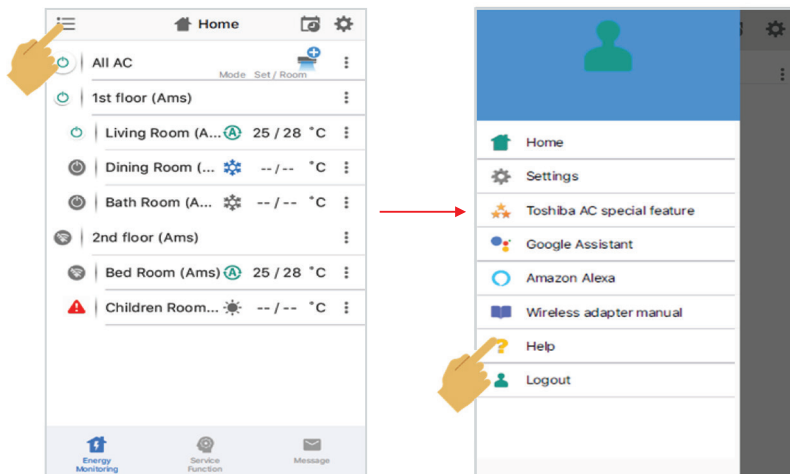 Home
All AC
Mode Set / Room
1st floor (Ams)
Living Room (A... A 25 / 28 °C
Dining Room (... -- / -- °C
Bath Room (A... -- / -- °C
2nd floor (Ams)
Bed Room (Ams) A 25 / 28 °C
Children Room... -- / -- °C
Energy
Monitoring
Service
Function
Message
Home
Settings
Toshiba AC special feature
Google Assistant
Amazon Alexa
Wireless adapter manual
Help
Logout